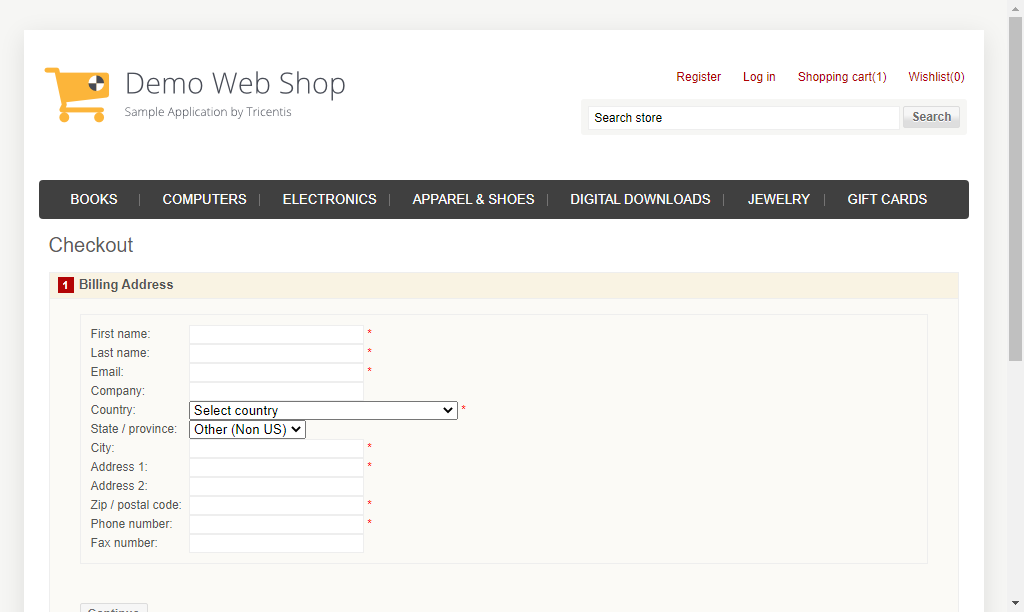 Demo Web Shop
Sample Application by Tricentis
Register Log in Shopping cart(1) Wishlist(0)
Search store Search
BOOKS COMPUTERS ELECTRONICS APPAREL & SHOES DIGITAL DOWNLOADS JEWELRY GIFT CARDS
Checkout
1 Billing Address
First name: *
Last name: *
Email: *
Company:
Country: Select country *
State / province: Other (Non US)
City: *
Address 1: *
Address 2:
Zip / postal code: *
Phone number: *
Fax number:
Continue